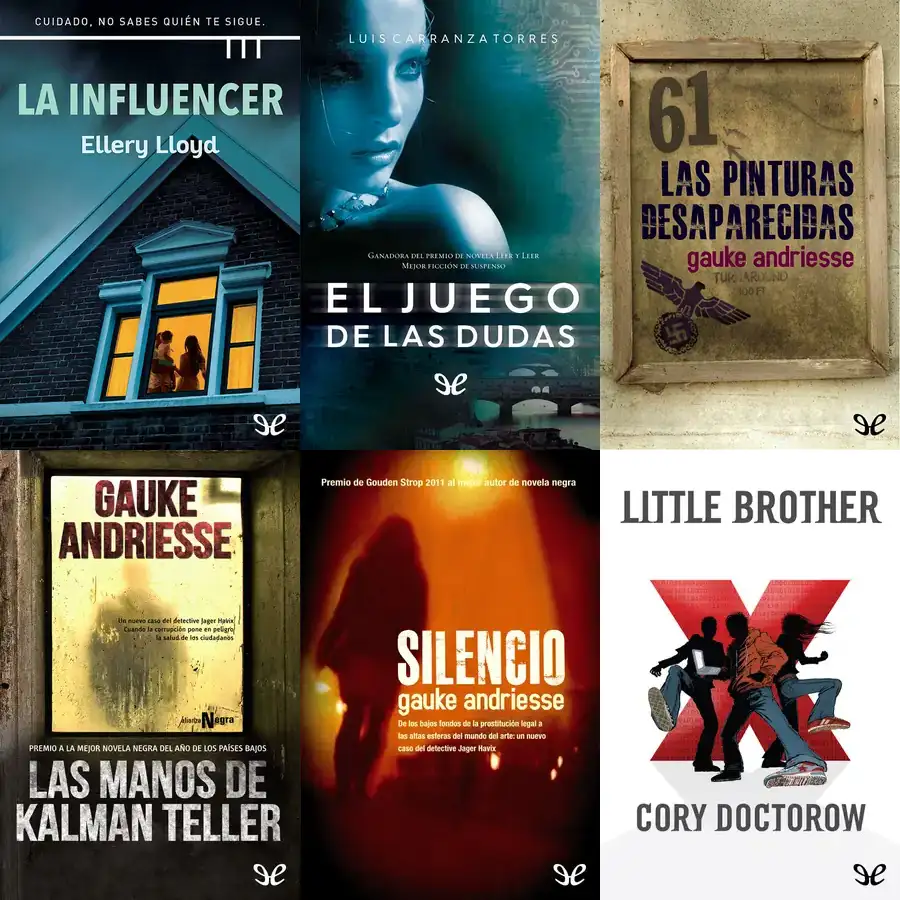 CUIDADO, NO SABES QUIÉN TE SIGUE.
LA INFLUENCER
Ellery Lloyd
LUIS CARRANZA TORRES
GANADORA DEL PREMIO DE NOVELA LEER Y LEER
MEJOR FICCIÓN DE SUSPENSO
EL JUEGO
DE LAS DUDAS
61
LAS PINTURAS
DESAPARECIDAS
gauke andriesse
TURNAROUND
100 FT
GAUKE
ANDRIESSE
Un nuevo caso del detective Jager Havix
Cuando la corrupción pone en peligro
la salud de los ciudadanos
alianza Negra
PREMIO A LA MEJOR NOVELA NEGRA DEL AÑO DE LOS PAÍSES BAJOS
LAS MANOS DE
KALMAN TELLER
Premio de Gouden Strop 2011 al mejor autor de novela negra
SILENCIO
gauke andriesse
De los bajos fondos de la prostitución legal a
las altas esferas del mundo del arte: un nuevo
caso del detective Jager Havix
LITTLE BROTHER
CORY DOCTOROW